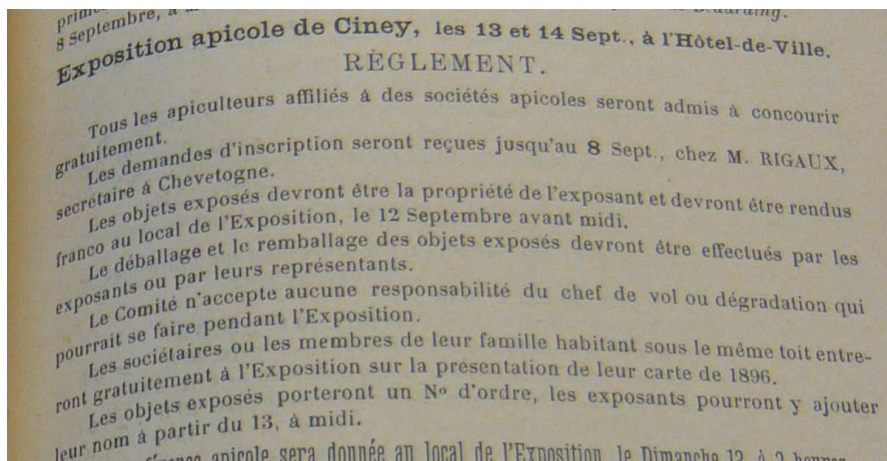 8 Septembre, à
Exposition apicole de Ciney, les 13 et 14 Sept., à l'Hôtel-de-Ville.
RÈGLEMENT.
Tous les apiculteurs affiliés à des sociétés apicoles seront admis à concourir
gratuitement.
Les demandes d'inscription seront reçues jusqu'au 8 Sept., chez M. RIGAUX,
secrétaire à Chevetogne.
Les objets exposés devront être la propriété de l'exposant et devront être rendus
franco au local de l'Exposition, le 12 Septembre avant midi.
Le déballage et le remballage des objets exposés devront être effectués par les
exposants ou par leurs représentants.
Le Comité n'accepte aucune responsabilité du chef de vol ou dégradation qui
pourrait se faire pendant l'Exposition.
Les sociétaires ou les membres de leur famille habitant sous le même toit entre-
ront gratuitement à l'Exposition sur la présentation de leur carte de 1896.
Les objets exposés porteront un Nº d'ordre, les exposants pourront y ajouter
leur nom à partir du 13, à midi.
apicole sera donnée au local de l'Exposition, le Dimanche